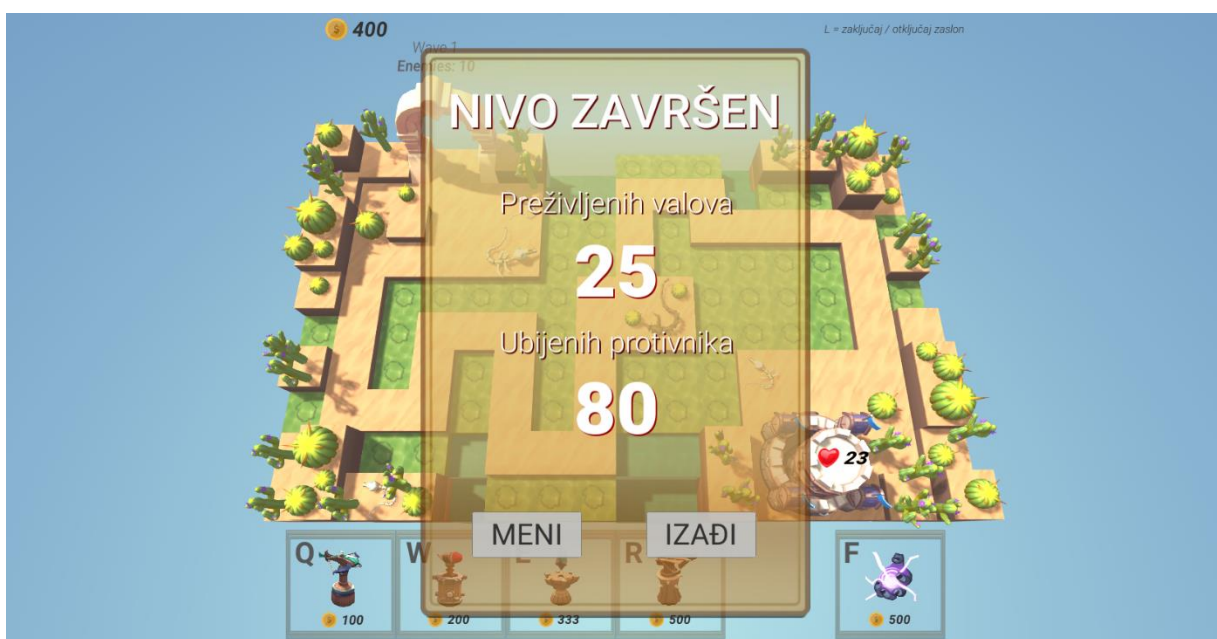 400
L = zaključaj / otključaj zaslon
Wave 1
Enemies: 10
NIVO ZAVRŠEN
Preživljenih valova
25
Ubijenih protivnika
80
23
MENI IZAĐI
Q W E R F
100 200 333 500 500